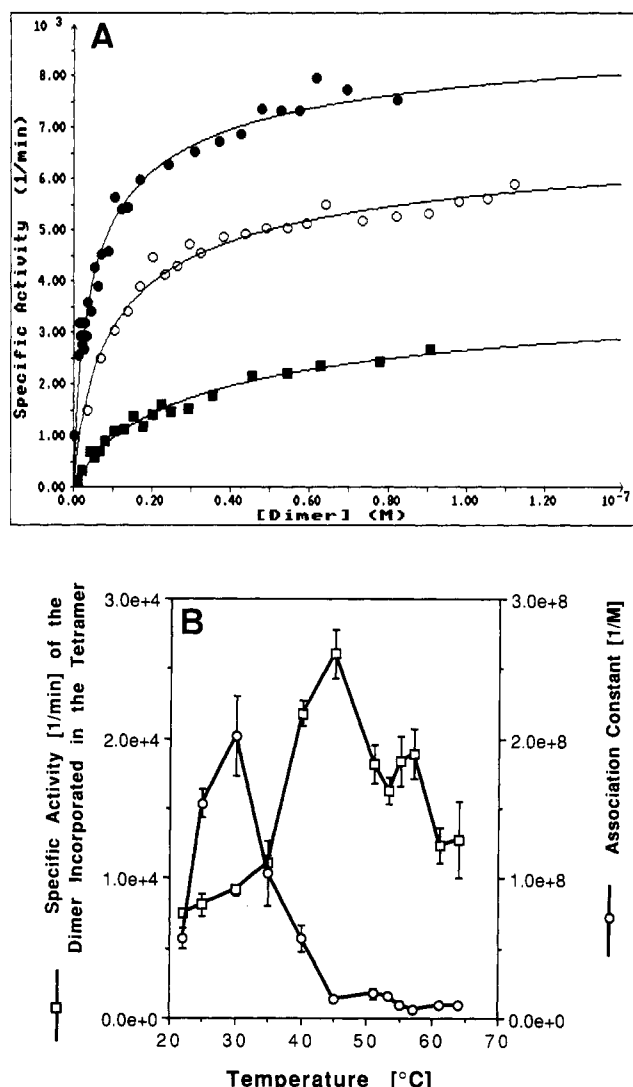 10 3
A
8.00
7.00
6.00
5.00
4.00
3.00
2.00
1.00
0.00
Specific Activity (1/min)
0.00 0.20 0.40 0.60 0.80 1.00 1.20 10-7
[Dimer] (M)
B
3.0e+4
2.0e+4
1.0e+4
0.0e+0
Specific Activity [1/min] of the
Dimer Incorporated in the Tetramer
3.0e+8
2.0e+8
1.0e+8
0.0e+0
Association Constant [1/M]
20 30 40 50 60 70
Temperature [°C]